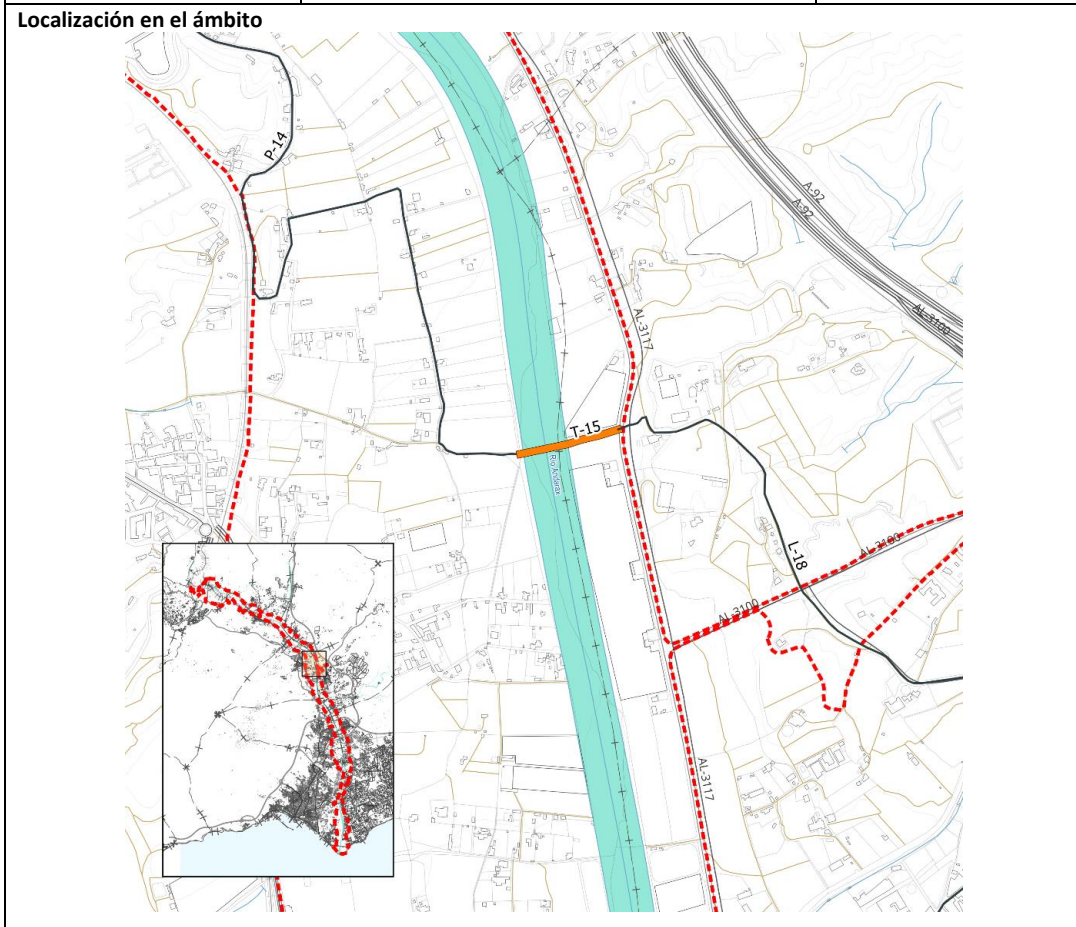 Localización en el ámbito
P-14
A-92
A-92
AL-3100
AL-3117
T-15
Río Andarax
L-18
AL-3100
AL-3100
AL-3117